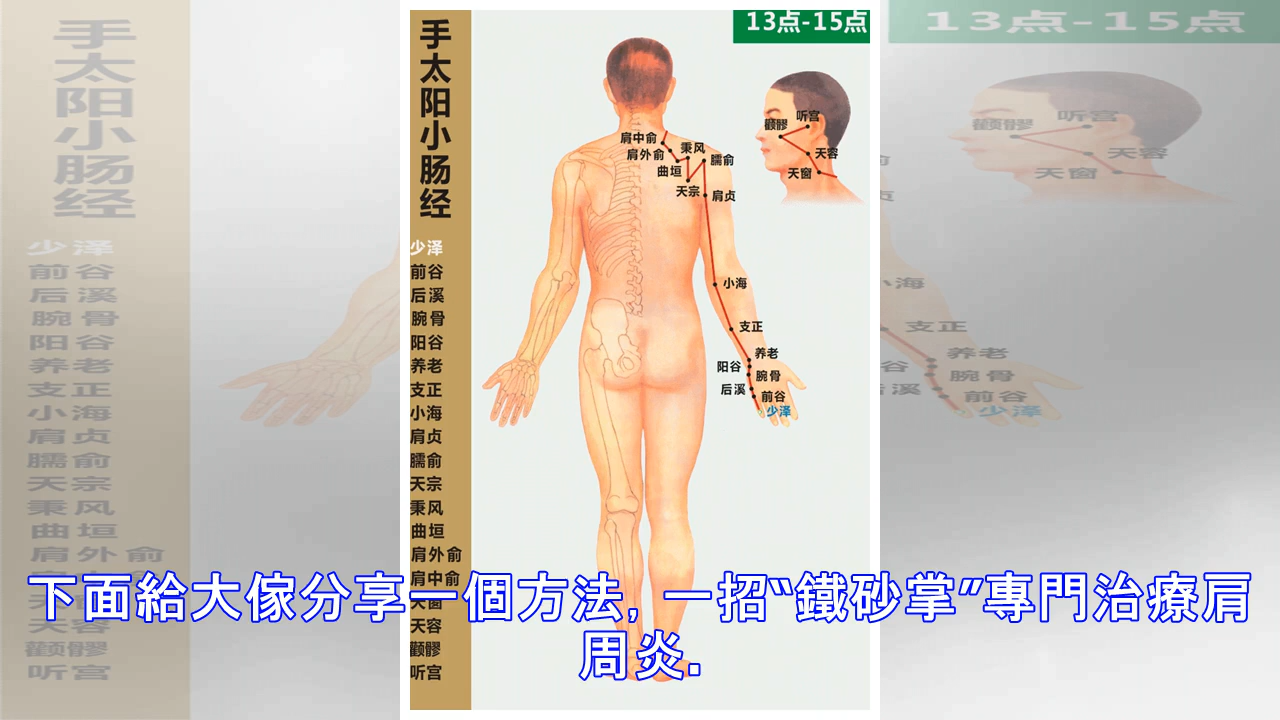 手太阳小肠经
13点-15点
少泽
前谷
后溪
腕骨
阳谷
养老
支正
小海
肩贞
臑俞
天宗
秉风
曲垣
肩外俞
肩中俞
天窗
天容
颧髎
听宫
肩中俞
肩外俞
秉风
曲垣
臑俞
天宗
肩贞
小海
支正
养老
阳谷
腕骨
后溪
前谷
少泽
听宫
颧髎
天容
天窗
下面給大傢分享一個方法, 一招“鐵砂掌”專門治療肩
周炎.